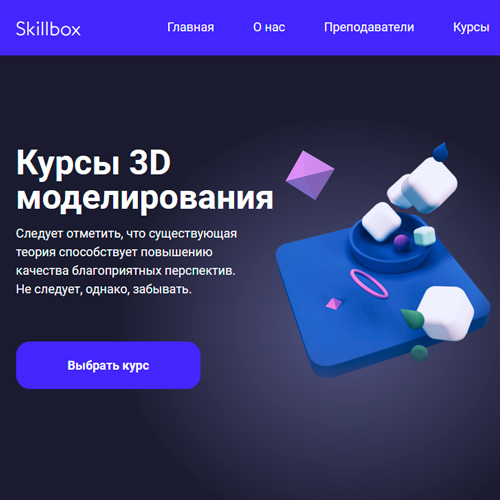 Skillbox Главная О нас Преподаватели Курсы
Курсы 3D
моделирования
Следует отметить, что существующая
теория способствует повышению
качества благоприятных перспектив.
Не следует, однако, забывать.
Выбрать курс